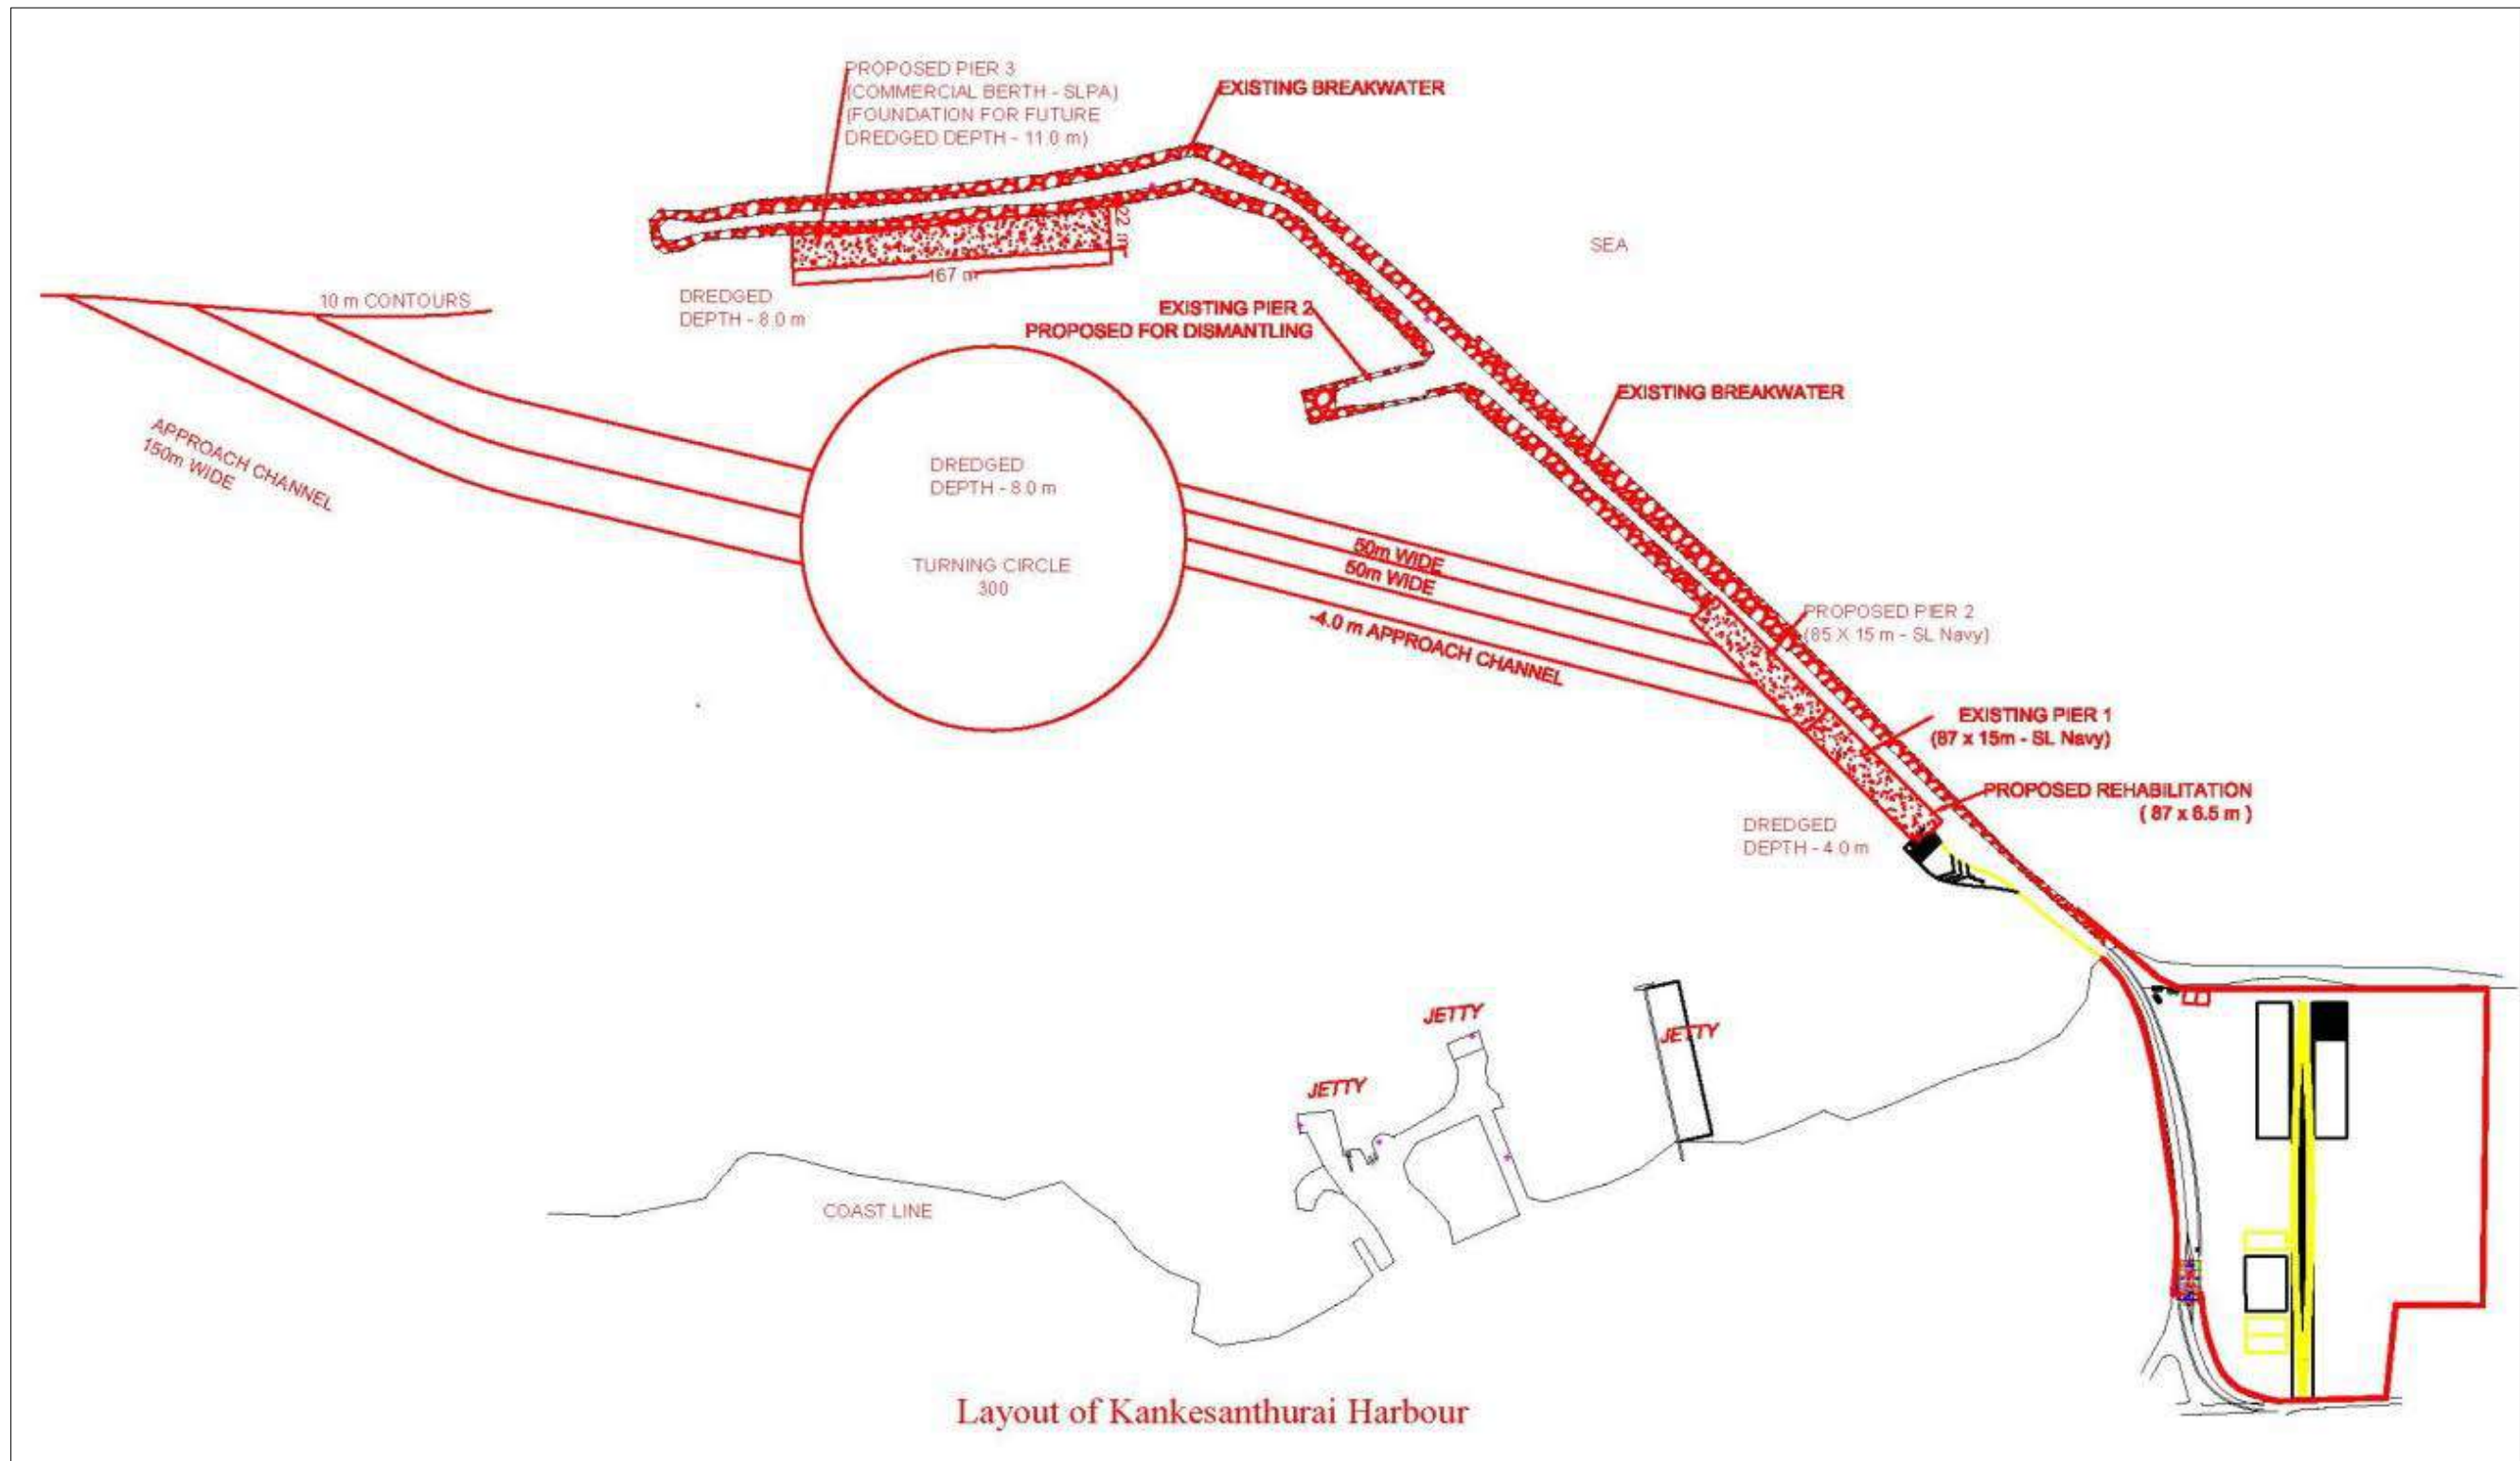 PROPOSED PIER 3
(COMMERCIAL BERTH - SLPA)
(FOUNDATION FOR FUTURE
DREDGED DEPTH - 11.0 m)
EXISTING BREAKWATER
22 m
167 m
SEA
10 m CONTOURS
DREDGED
DEPTH - 8.0 m
EXISTING PIER 2
PROPOSED FOR DISMANTLING
EXISTING BREAKWATER
APPROACH CHANNEL
150m WIDE
DREDGED
DEPTH - 8.0 m
TURNING CIRCLE
300
50m WIDE
50m WIDE
-4.0 m APPROACH CHANNEL
PROPOSED PIER 2
(85 X 15 m - SL Navy)
EXISTING PIER 1
(87 x 15m - SL Navy)
PROPOSED REHABILITATION
( 87 x 6.5 m )
DREDGED
DEPTH - 4.0 m
JETTY
JETTY
JETTY
COAST LINE
Layout of Kankesanthurai Harbour